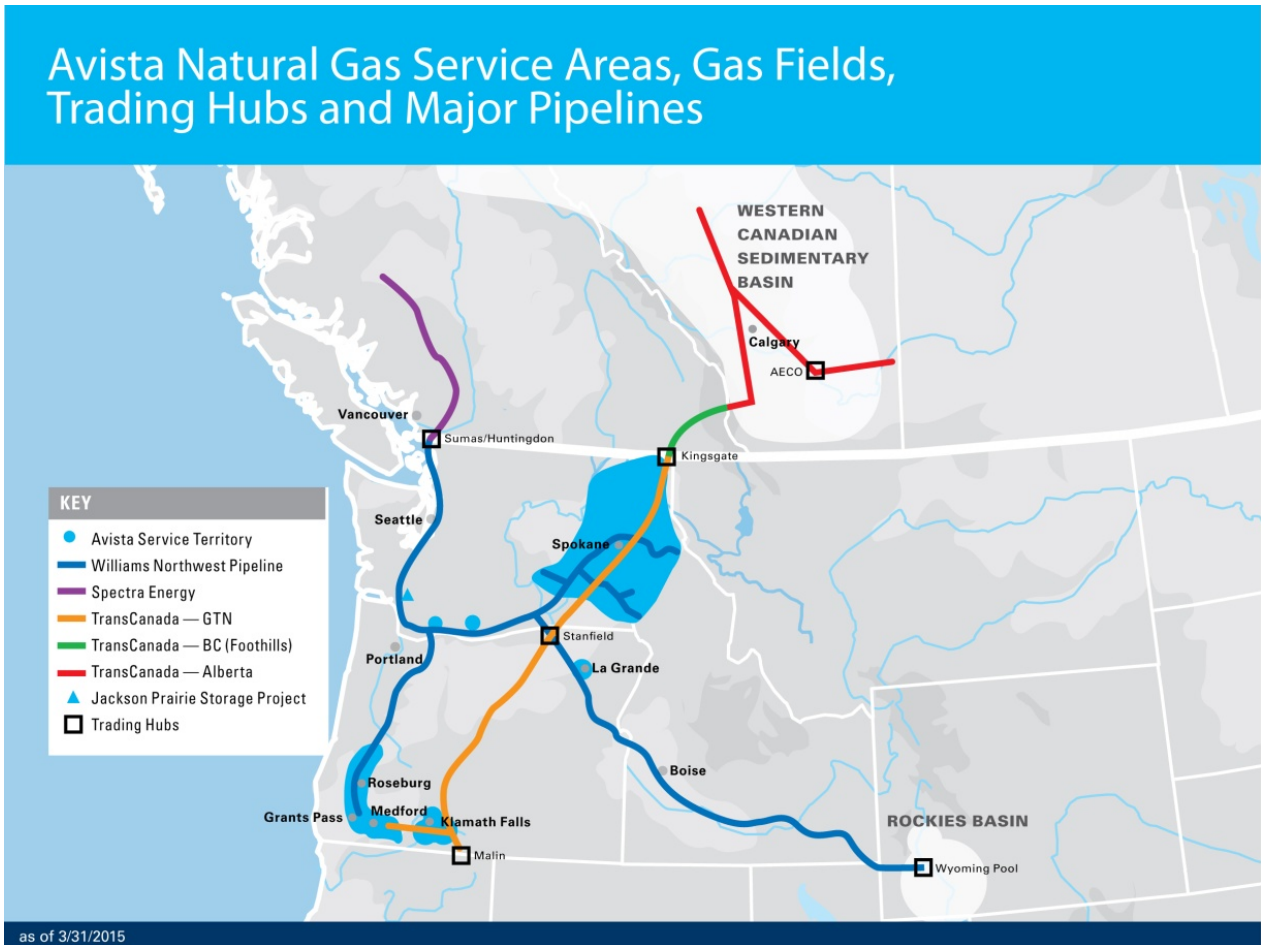 Avista Natural Gas Service Areas, Gas Fields,
Trading Hubs and Major Pipelines
WESTERN
CANADIAN
SEDIMENTARY
BASIN
Calgary
AECO
Vancouver
Sumas/Huntingdon
Kingsgate
KEY
Avista Service Territory
Williams Northwest Pipeline
Spectra Energy
TransCanada — GTN
TransCanada — BC (Foothills)
TransCanada — Alberta
Jackson Prairie Storage Project
Trading Hubs
Seattle
Spokane
Stanfield
Portland
La Grande
Boise
Roseburg
Medford
Grants Pass
Klamath Falls
Malin
ROCKIES BASIN
Wyoming Pool
as of 3/31/2015